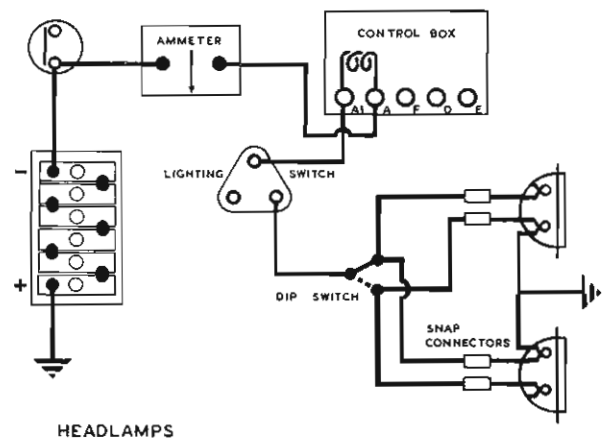 AMMETER
CONTROL BOX
A1 A F D E
LIGHTING SWITCH
-
+
DIP SWITCH
SNAP
CONNECTORS
HEADLAMPS